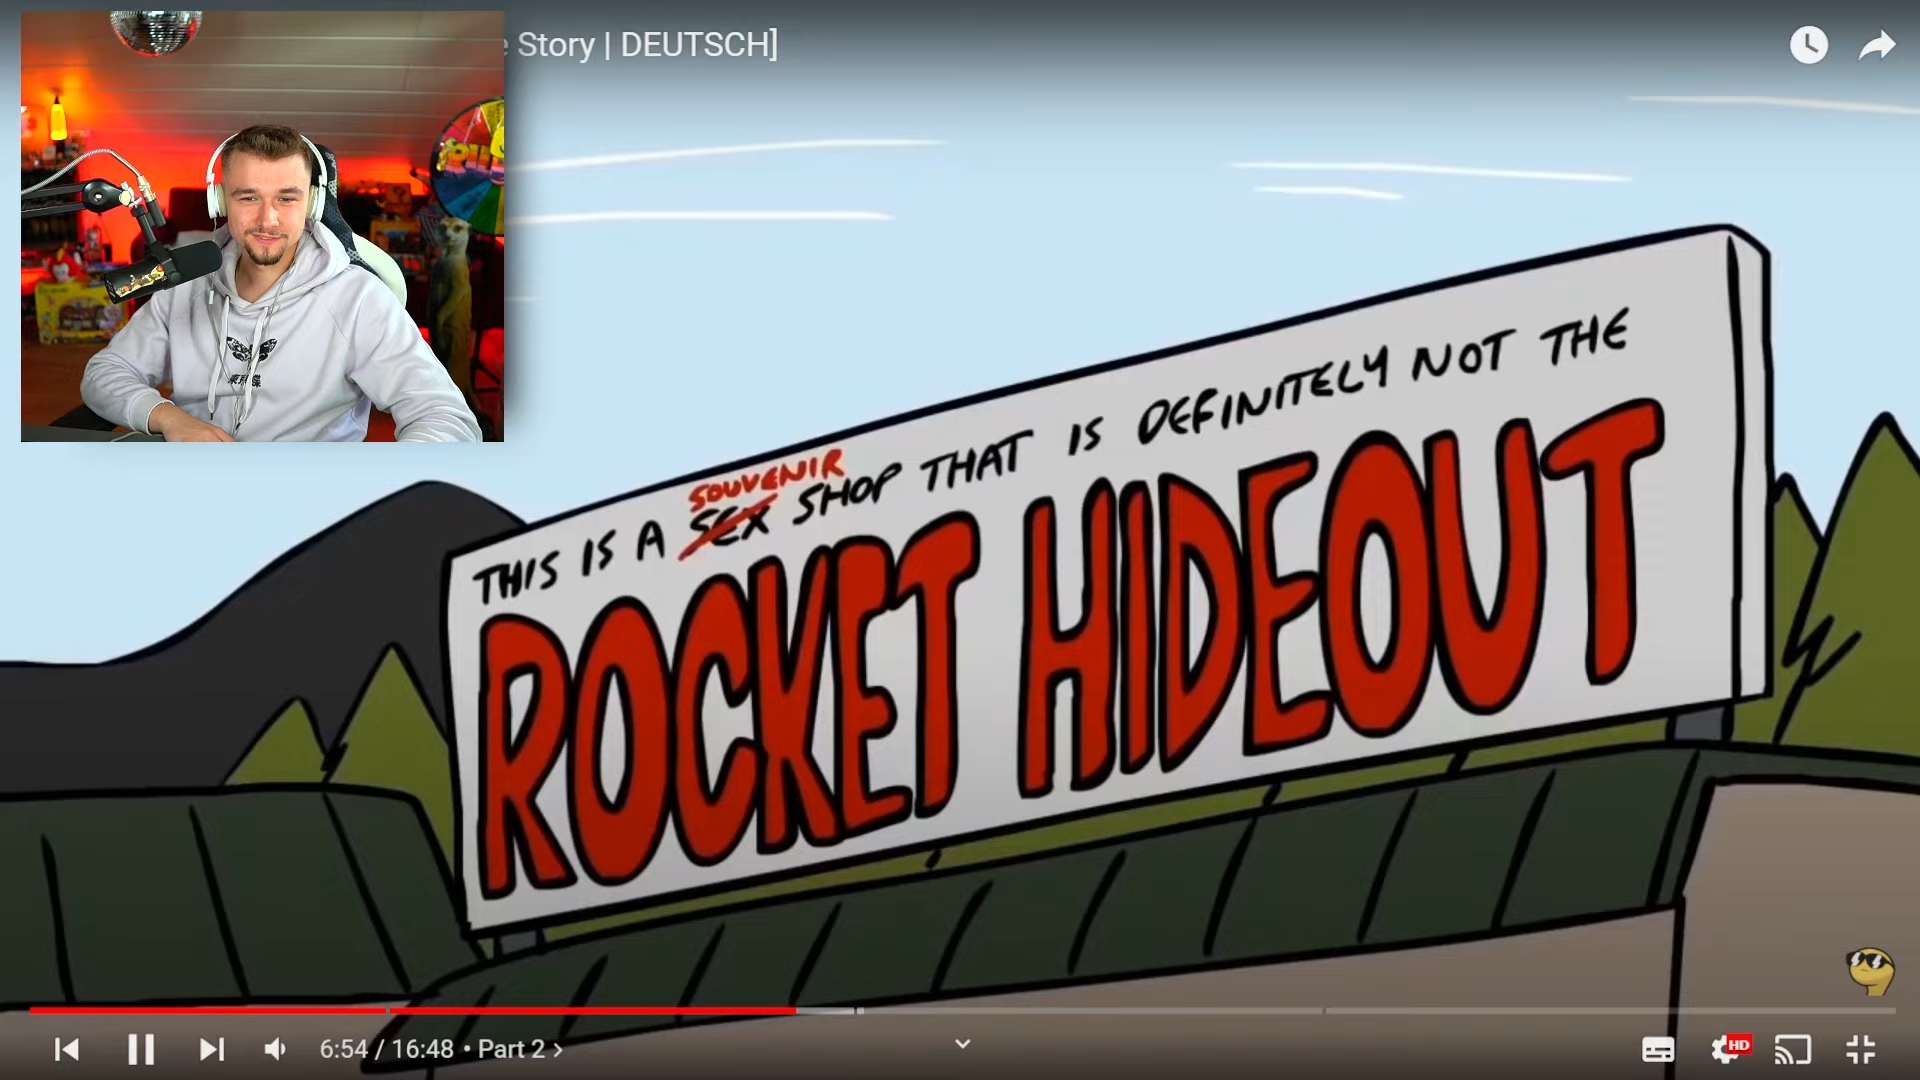 Story | DEUTSCH]
THIS IS A SEX SOUVENIR SHOP THAT IS DEFINITELY NOT THE
ROCKET HIDEOUT
6:54 / 16:48 • Part 2 >
HD